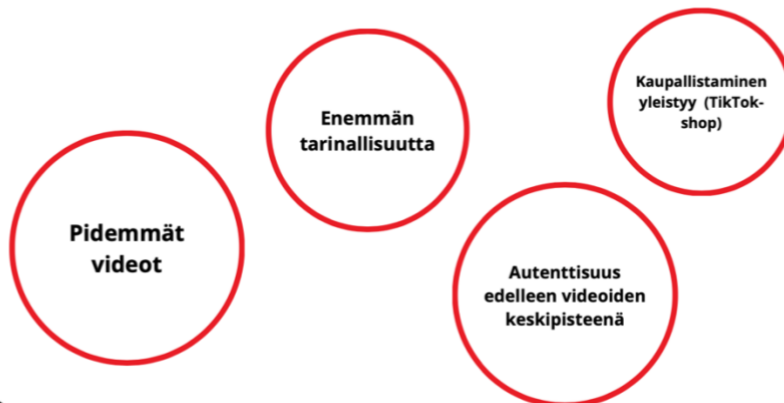 Pidemmät
videot
Enemmän
tarinallisuutta
Autenttisuus
edelleen videoiden
keskipisteenä
Kaupallistaminen
yleistyy (TikTok-
shop)